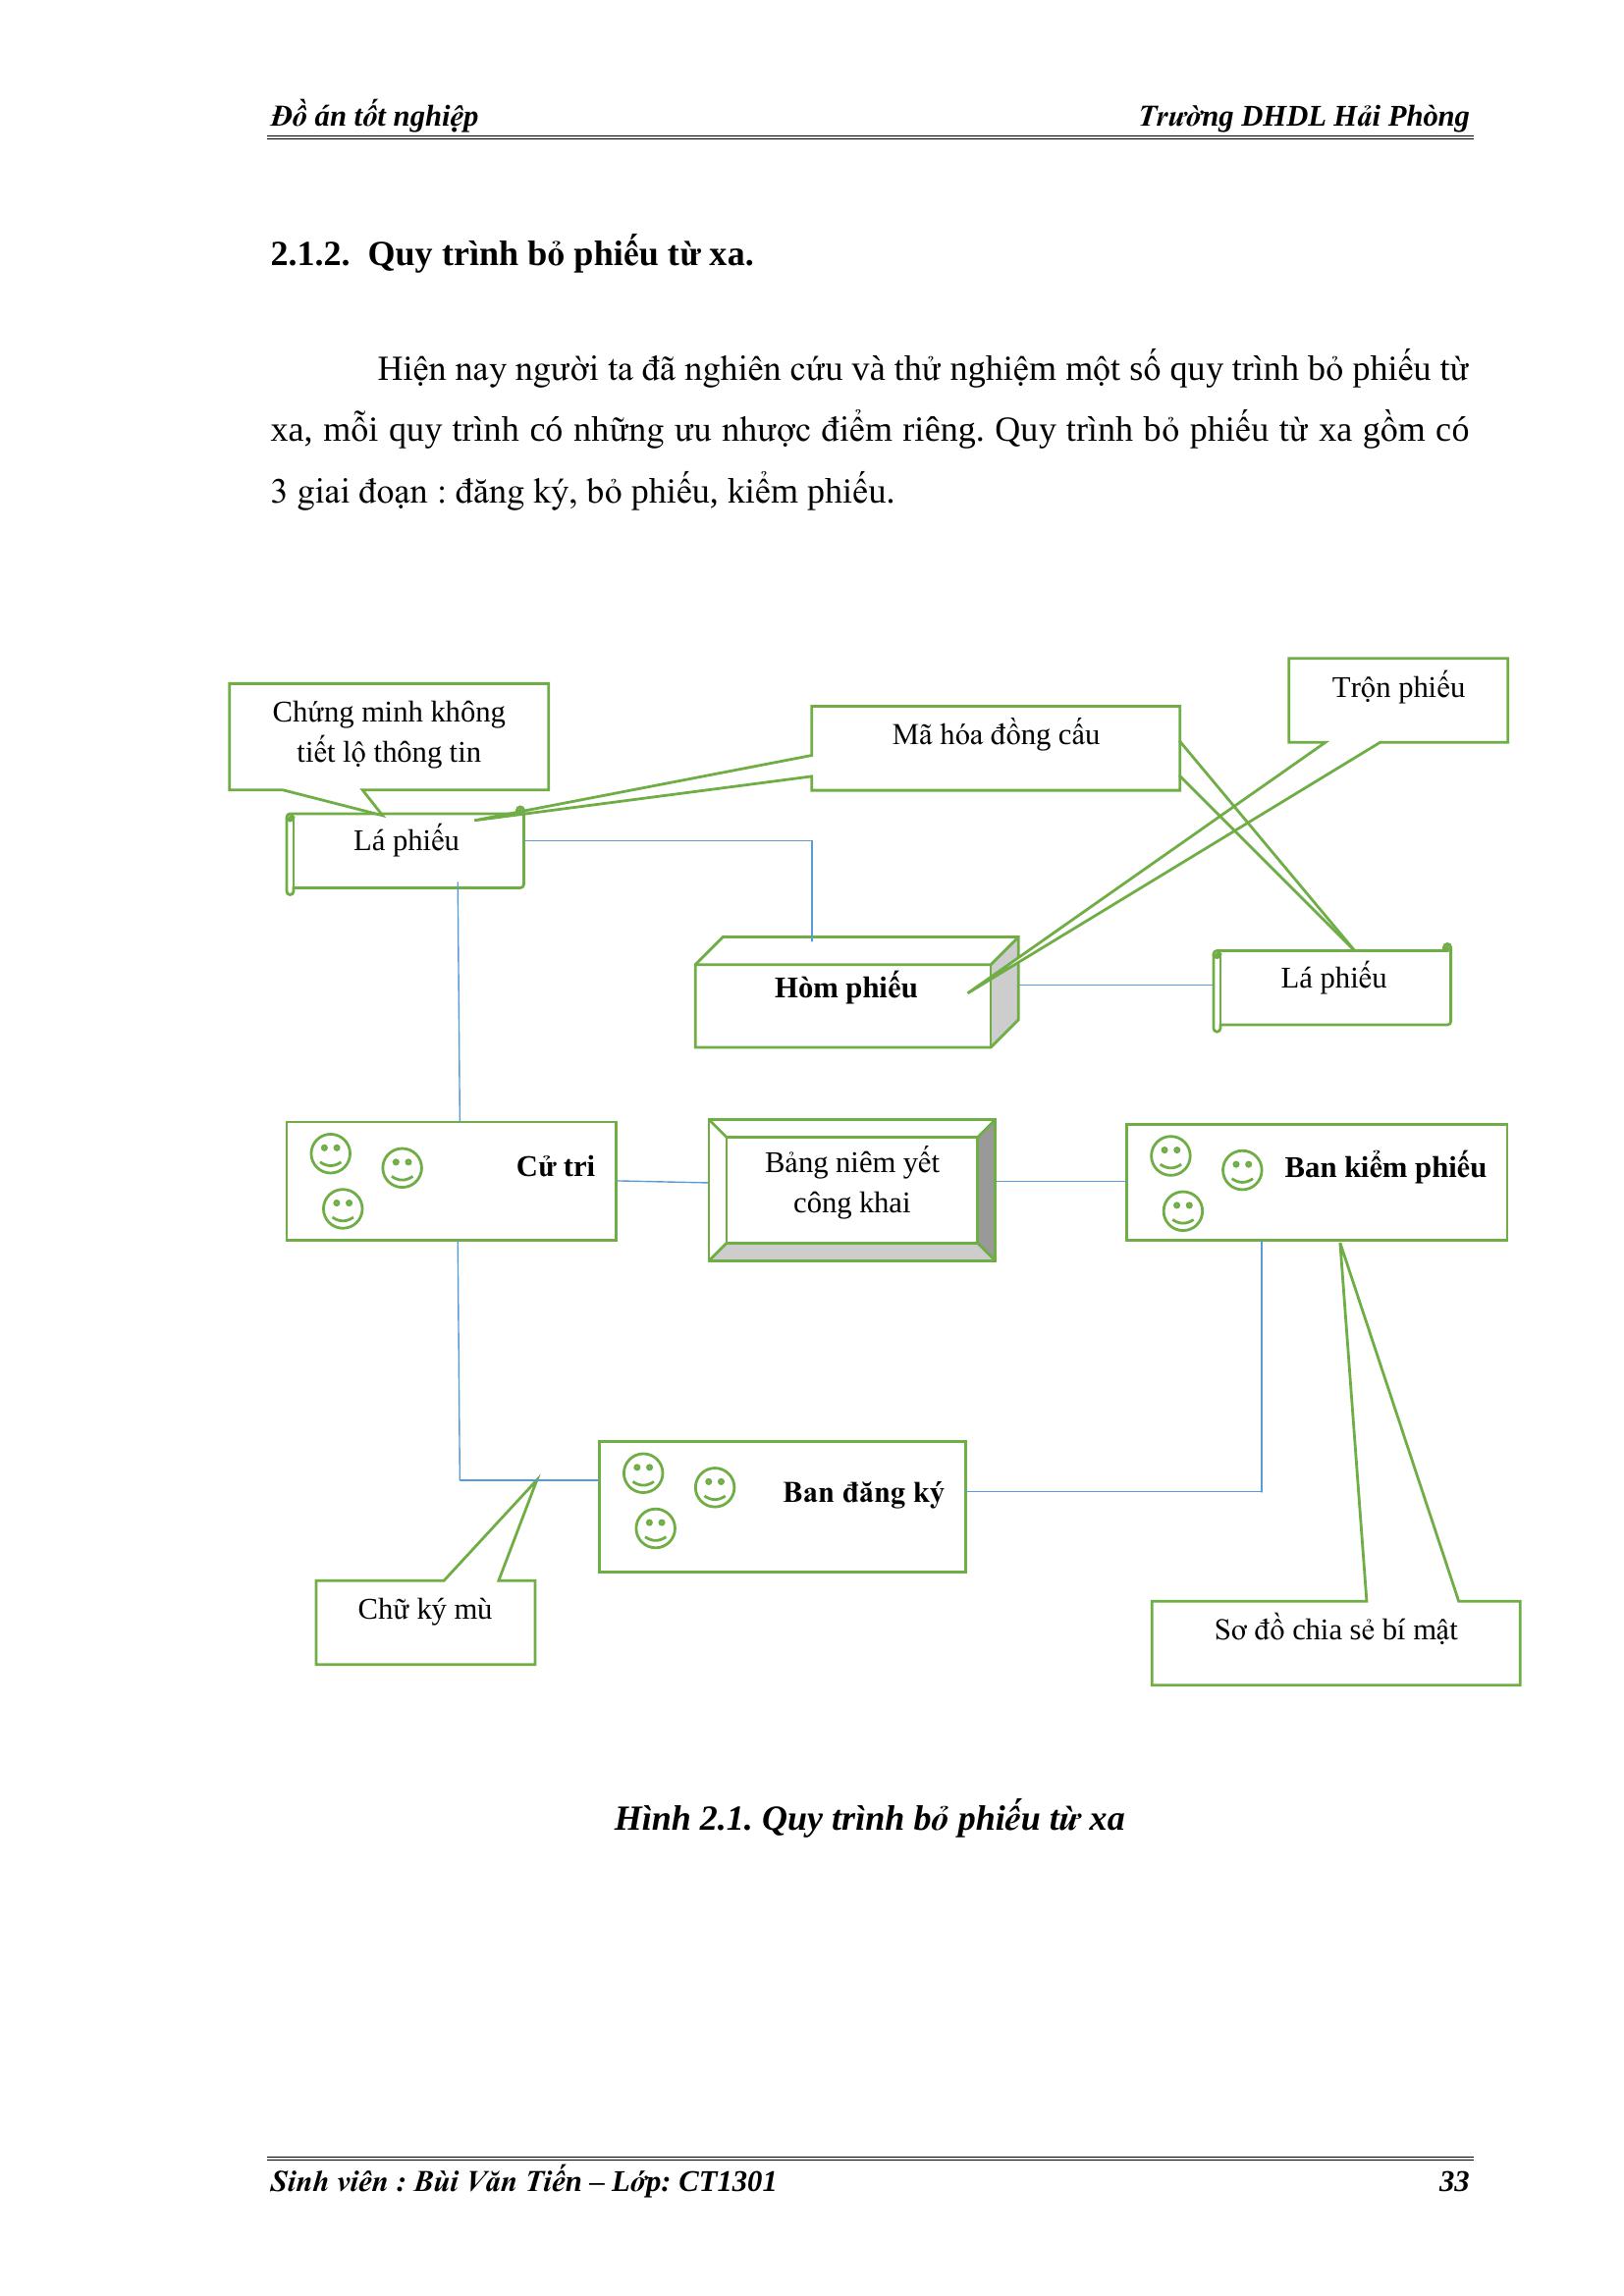 Đồ án tốt nghiệp Trường DHDL Hải Phòng
2.1.2. Quy trình bỏ phiếu từ xa.
Hiện nay người ta đã nghiên cứu và thử nghiệm một số quy trình bỏ phiếu từ
xa, mỗi quy trình có những ưu nhược điểm riêng. Quy trình bỏ phiếu từ xa gồm có
3 giai đoạn : đăng ký, bỏ phiếu, kiểm phiếu.
Trộn phiếu
Chứng minh không
tiết lộ thông tin
Mã hóa đồng cấu
Lá phiếu
Hòm phiếu
Lá phiếu
Cử tri
Bảng niêm yết
công khai
Ban kiểm phiếu
Ban đăng ký
Chữ ký mù
Sơ đồ chia sẻ bí mật
Hình 2.1. Quy trình bỏ phiếu từ xa
Sinh viên : Bùi Văn Tiến – Lớp: CT1301 33